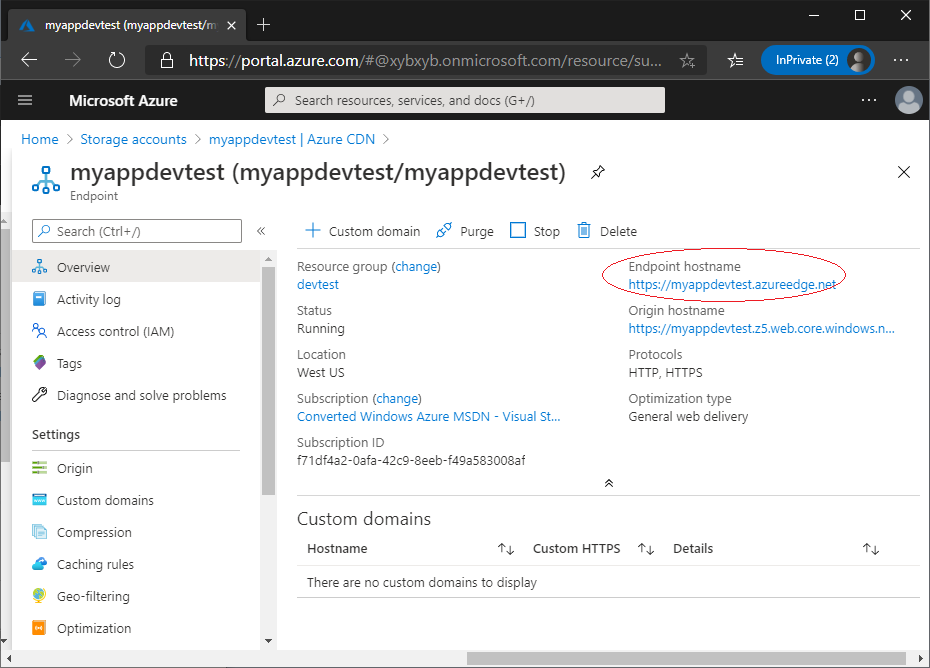 myappdevtest (myappdevtest/m
https://portal.azure.com/#@xybxyb.onmicrosoft.com/resource/su...
InPrivate (2)
Microsoft Azure
Search resources, services, and docs (G+/)
Home > Storage accounts > myappdevtest | Azure CDN >
myappdevtest (myappdevtest/myappdevtest)
Endpoint
Search (Ctrl+/)
«
Overview
Activity log
Access control (IAM)
Tags
Diagnose and solve problems
Settings
Origin
Custom domains
Compression
Caching rules
Geo-filtering
Optimization
Custom domain
Purge
Stop
Delete
Resource group (change)
devtest
Status
Running
Location
West US
Subscription (change)
Converted Windows Azure MSDN - Visual St...
Subscription ID
f71df4a2-0afa-42c9-8eeb-f49a583008af
Endpoint hostname
https://myappdevtest.azureedge.net
Origin hostname
https://myappdevtest.z5.web.core.windows.n...
Protocols
HTTP, HTTPS
Optimization type
General web delivery
Custom domains
Hostname ↑↓ Custom HTTPS ↑↓ Details ↑↓
There are no custom domains to display